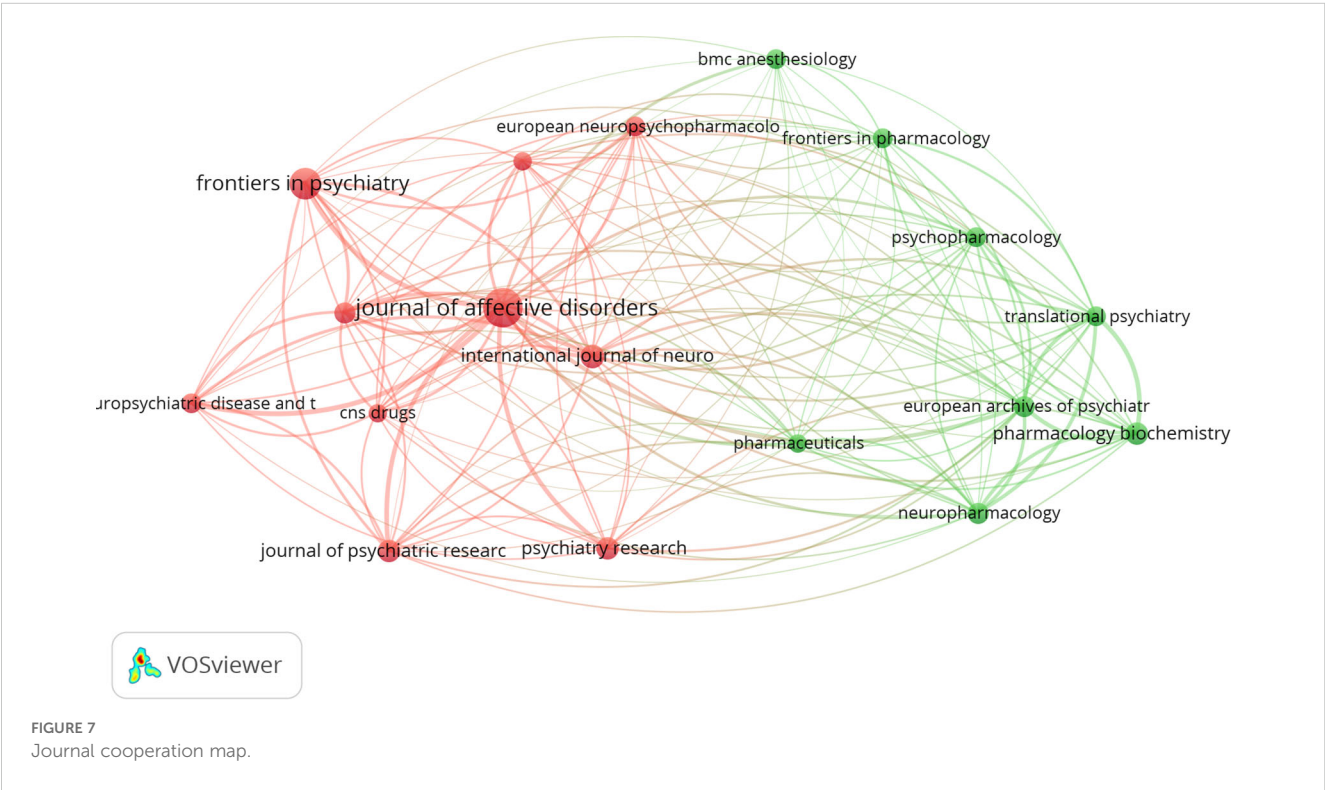 bmc anesthesiology
european neuropsychopharmacolo
frontiers in pharmacology
frontiers in psychiatry
psychopharmacology
journal of affective disorders
translational psychiatry
international journal of neuro
uropsychiatric disease and t
cns drugs
european archives of psychiatr
pharmacology biochemistry
pharmaceuticals
neuropharmacology
journal of psychiatric researc
psychiatry research
VOSviewer
FIGURE 7
Journal cooperation map.